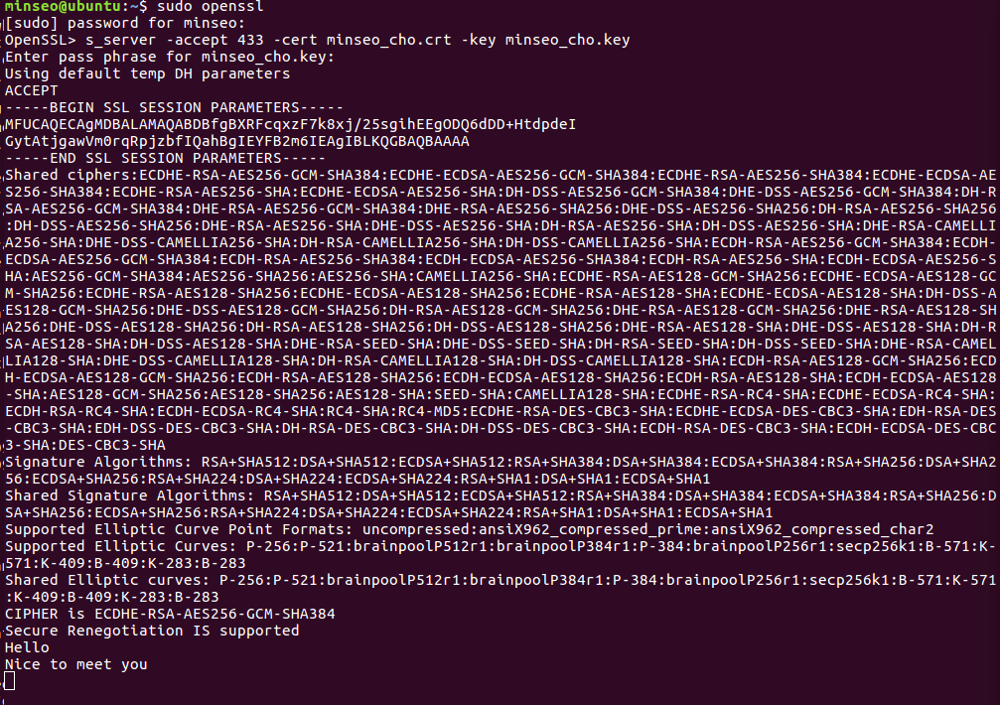 minseo@ubuntu:~$ sudo openssl
[sudo] password for minseo:
OpenSSL> s_server -accept 433 -cert minseo_cho.crt -key minseo_cho.key
Enter pass phrase for minseo_cho.key:
Using default temp DH parameters
ACCEPT
-----BEGIN SSL SESSION PARAMETERS-----
MFUCAQECAgMDBALAMAQABDBfgBXRFcqxzF7k8xj/25sgihEEgODQ6dDD+HtdpdeI
GytAtjgawVm0rqRpjzbfIQahBgIEYFB2m6IEAgIBLKQGBAQBAAAA
-----END SSL SESSION PARAMETERS-----
Shared ciphers:ECDHE-RSA-AES256-GCM-SHA384:ECDHE-ECDSA-AES256-GCM-SHA384:ECDHE-RSA-AES256-SHA384:ECDHE-ECDSA-AE
S256-SHA384:ECDHE-RSA-AES256-SHA:ECDHE-ECDSA-AES256-SHA:DH-DSS-AES256-GCM-SHA384:DHE-DSS-AES256-GCM-SHA384:DH-R
SA-AES256-GCM-SHA384:DHE-RSA-AES256-GCM-SHA384:DHE-RSA-AES256-SHA256:DHE-DSS-AES256-SHA256:DH-RSA-AES256-SHA256
:DH-DSS-AES256-SHA256:DHE-RSA-AES256-SHA:DHE-DSS-AES256-SHA:DH-RSA-AES256-SHA:DH-DSS-AES256-SHA:DHE-RSA-CAMELLI
A256-SHA:DHE-DSS-CAMELLIA256-SHA:DH-RSA-CAMELLIA256-SHA:DH-DSS-CAMELLIA256-SHA:ECDH-RSA-AES256-GCM-SHA384:ECDH-
ECDSA-AES256-GCM-SHA384:ECDH-RSA-AES256-SHA384:ECDH-ECDSA-AES256-SHA384:ECDH-RSA-AES256-SHA:ECDH-ECDSA-AES256-S
HA:AES256-GCM-SHA384:AES256-SHA256:AES256-SHA:CAMELLIA256-SHA:ECDHE-RSA-AES128-GCM-SHA256:ECDHE-ECDSA-AES128-GC
M-SHA256:ECDHE-RSA-AES128-SHA256:ECDHE-ECDSA-AES128-SHA256:ECDHE-RSA-AES128-SHA:ECDHE-ECDSA-AES128-SHA:DH-DSS-A
ES128-GCM-SHA256:DHE-DSS-AES128-GCM-SHA256:DH-RSA-AES128-GCM-SHA256:DHE-RSA-AES128-GCM-SHA256:DHE-RSA-AES128-SH
A256:DHE-DSS-AES128-SHA256:DH-RSA-AES128-SHA256:DH-DSS-AES128-SHA256:DHE-RSA-AES128-SHA:DHE-DSS-AES128-SHA:DH-R
SA-AES128-SHA:DH-DSS-AES128-SHA:DHE-RSA-SEED-SHA:DHE-DSS-SEED-SHA:DH-RSA-SEED-SHA:DH-DSS-SEED-SHA:DHE-RSA-CAMEL
LIA128-SHA:DHE-DSS-CAMELLIA128-SHA:DH-RSA-CAMELLIA128-SHA:DH-DSS-CAMELLIA128-SHA:ECDH-RSA-AES128-GCM-SHA256:ECD
H-ECDSA-AES128-GCM-SHA256:ECDH-RSA-AES128-SHA256:ECDH-ECDSA-AES128-SHA256:ECDH-RSA-AES128-SHA:ECDH-ECDSA-AES128
-SHA:AES128-GCM-SHA256:AES128-SHA256:AES128-SHA:SEED-SHA:CAMELLIA128-SHA:ECDHE-RSA-RC4-SHA:ECDHE-ECDSA-RC4-SHA:
ECDH-RSA-RC4-SHA:ECDH-ECDSA-RC4-SHA:RC4-SHA:RC4-MD5:ECDHE-RSA-DES-CBC3-SHA:ECDHE-ECDSA-DES-CBC3-SHA:EDH-RSA-DES
-CBC3-SHA:EDH-DSS-DES-CBC3-SHA:DH-RSA-DES-CBC3-SHA:DH-DSS-DES-CBC3-SHA:ECDH-RSA-DES-CBC3-SHA:ECDH-ECDSA-DES-CBC
3-SHA:DES-CBC3-SHA
Signature Algorithms: RSA+SHA512:DSA+SHA512:ECDSA+SHA512:RSA+SHA384:DSA+SHA384:ECDSA+SHA384:RSA+SHA256:DSA+SHA2
56:ECDSA+SHA256:RSA+SHA224:DSA+SHA224:ECDSA+SHA224:RSA+SHA1:DSA+SHA1:ECDSA+SHA1
Shared Signature Algorithms: RSA+SHA512:DSA+SHA512:ECDSA+SHA512:RSA+SHA384:DSA+SHA384:ECDSA+SHA384:RSA+SHA256:D
SA+SHA256:ECDSA+SHA256:RSA+SHA224:DSA+SHA224:ECDSA+SHA224:RSA+SHA1:DSA+SHA1:ECDSA+SHA1
Supported Elliptic Curve Point Formats: uncompressed:ansiX962_compressed_prime:ansiX962_compressed_char2
Supported Elliptic Curves: P-256:P-521:brainpoolP512r1:brainpoolP384r1:P-384:brainpoolP256r1:secp256k1:B-571:K-
571:K-409:B-409:K-283:B-283
Shared Elliptic curves: P-256:P-521:brainpoolP512r1:brainpoolP384r1:P-384:brainpoolP256r1:secp256k1:B-571:K-571
:K-409:B-409:K-283:B-283
CIPHER is ECDHE-RSA-AES256-GCM-SHA384
Secure Renegotiation IS supported
Hello
Nice to meet you